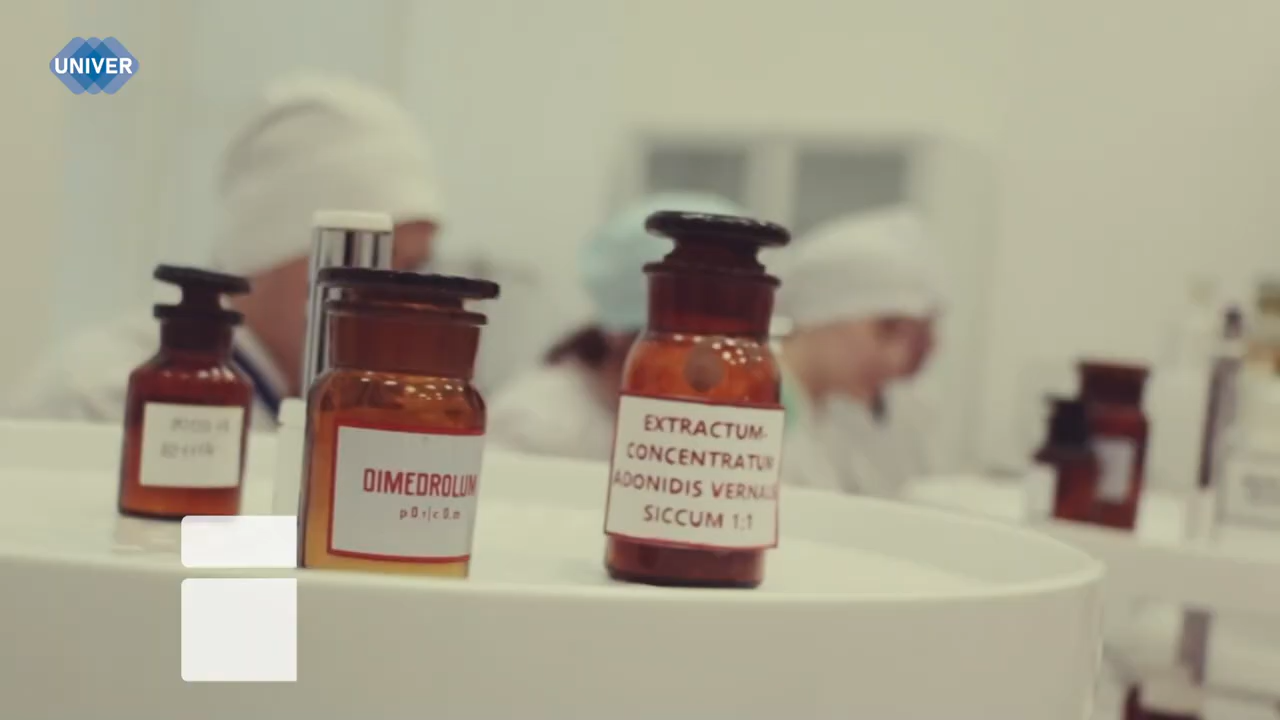 UNIVER
DIMEDROLUM
EXTRACTUM-
CONCENTRATUM
ADONIDIS VERNALIS
SICCUM 1:1